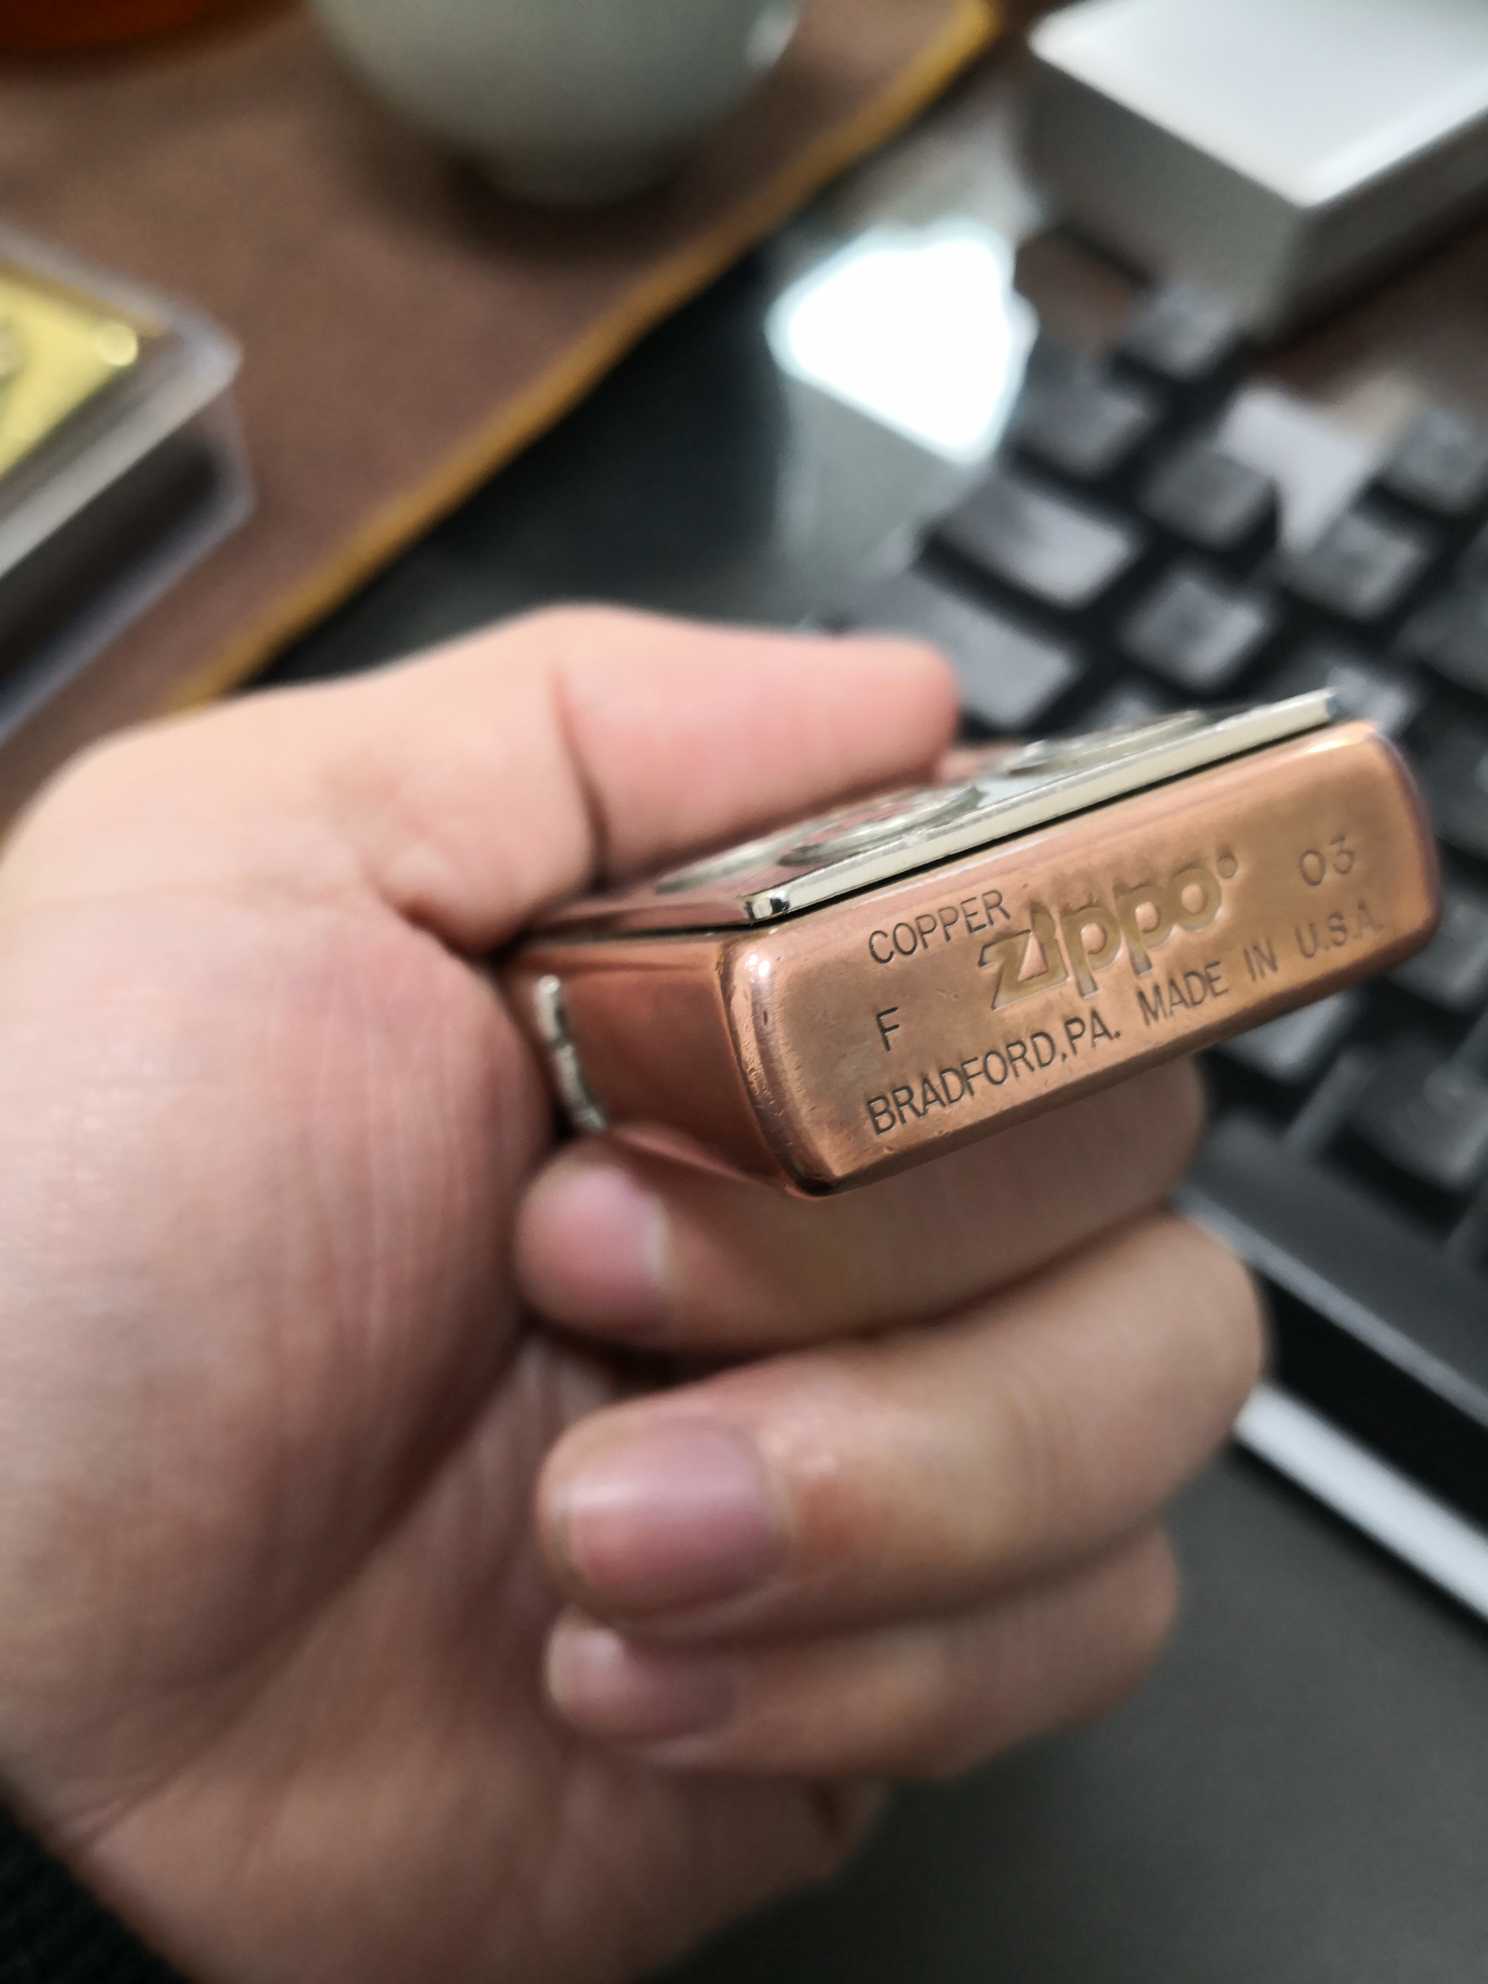 COPPER zippo 03
F
BRADFORD,PA. MADE IN U.S.A.